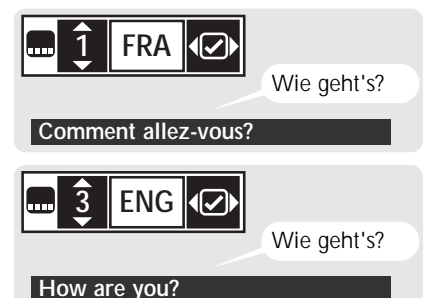 1 FRA
Wie geht's?
Comment allez-vous?
3 ENG
Wie geht's?
How are you?